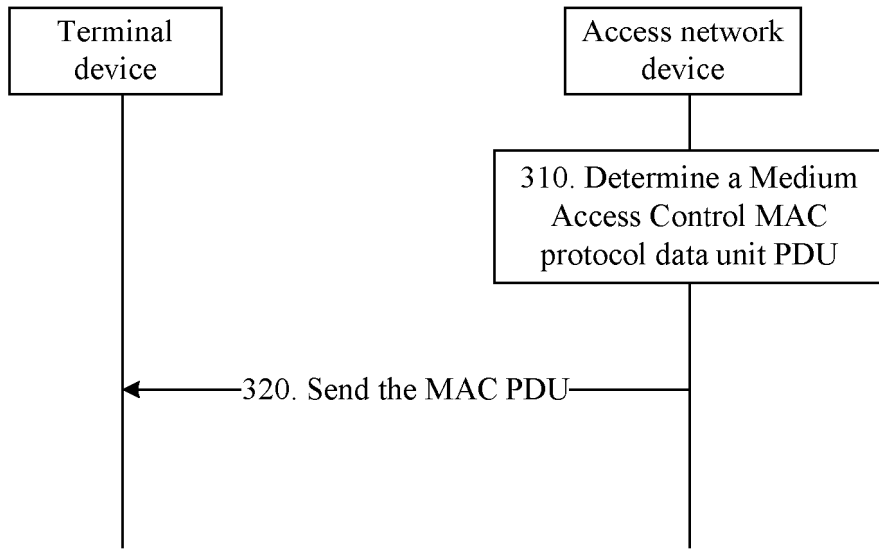 Terminal
device
Access network
device
310. Determine a Medium
Access Control MAC
protocol data unit PDU
320. Send the MAC PDU